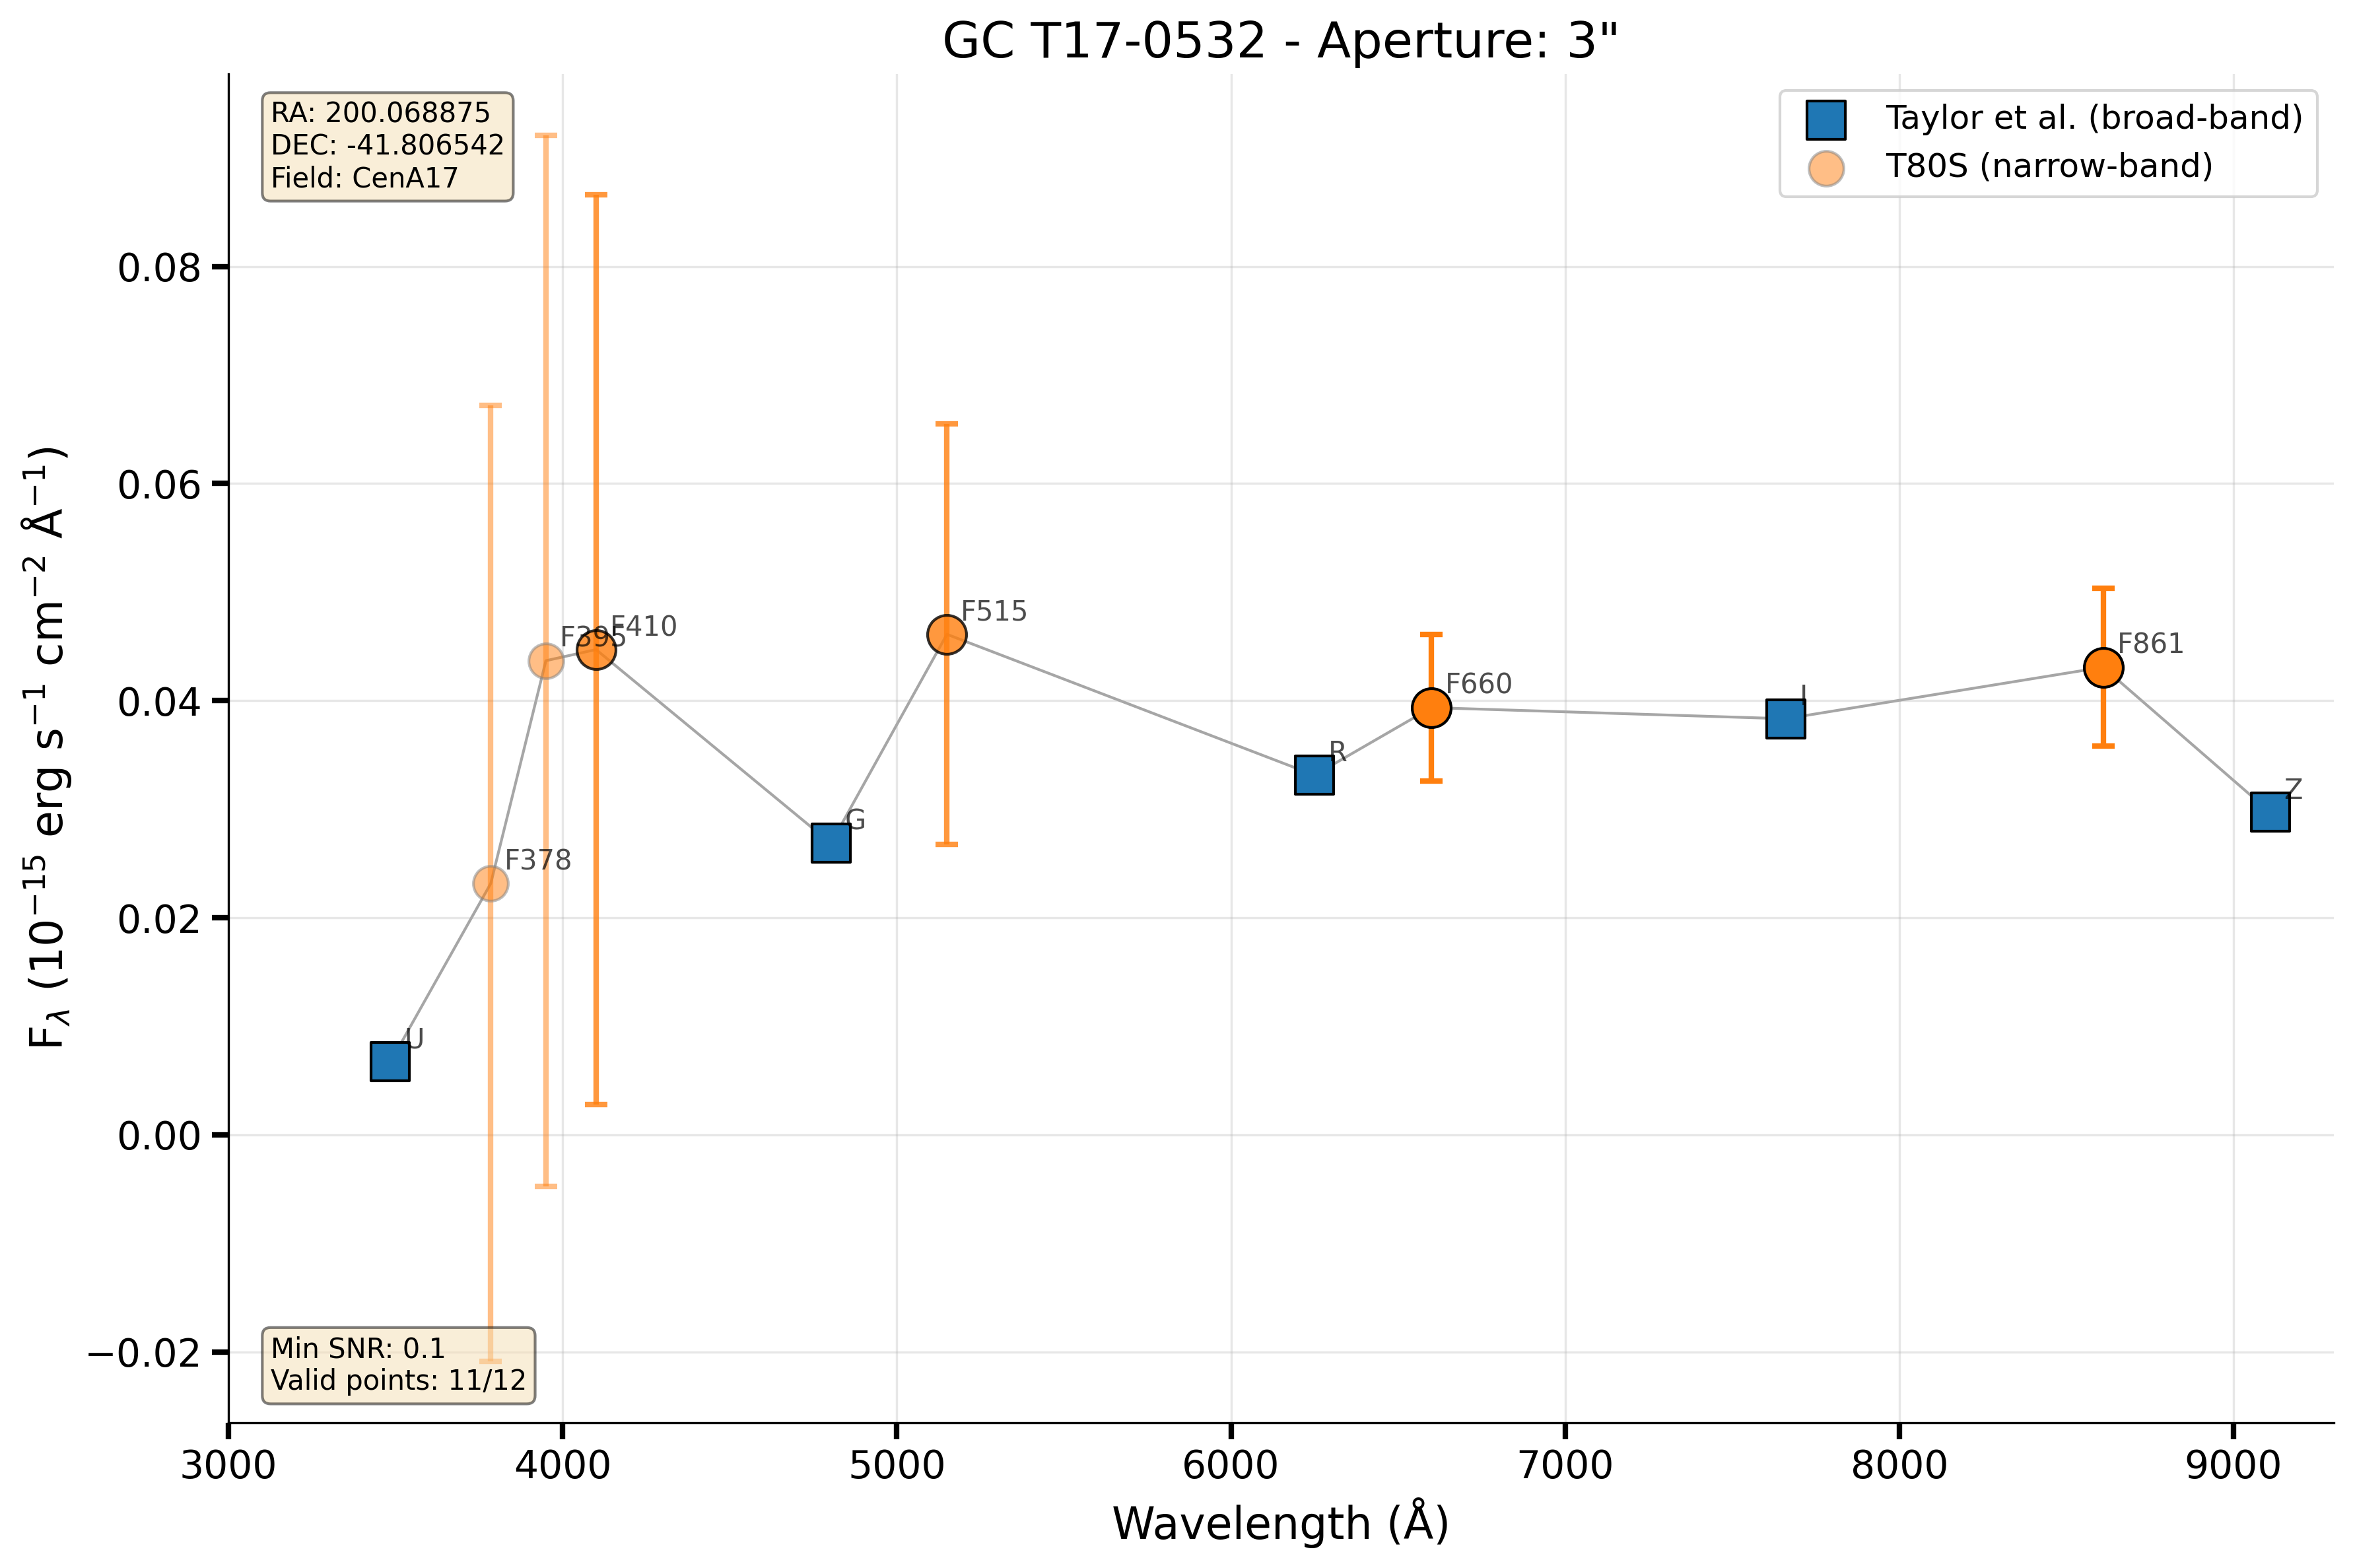 GC T17-0532 - Aperture: 3"
RA: 200.068875
DEC: -41.806542
Field: CenA17
Taylor et al. (broad-band)
T80S (narrow-band)
F_λ (10⁻¹⁵ erg s⁻¹ cm⁻² Å⁻¹)
0.08
0.06
0.04
0.02
0.00
−0.02
U
F378
F395
F410
G
F515
R
F660
I
F861
Z
Min SNR: 0.1
Valid points: 11/12
3000 4000 5000 6000 7000 8000 9000
Wavelength (Å)